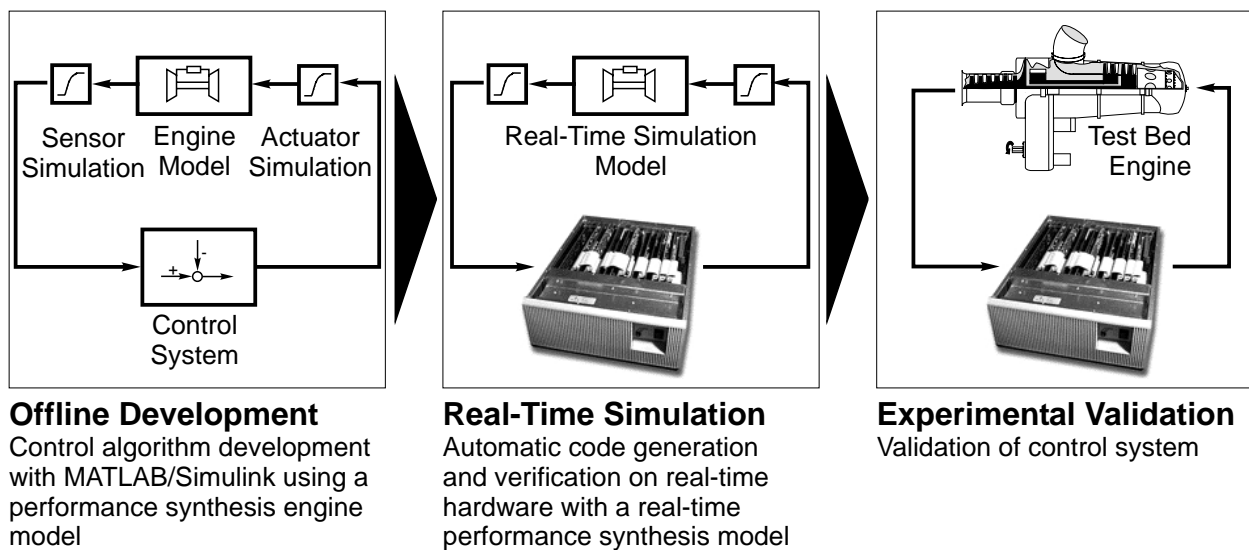 Sensor
Simulation
Engine
Model
Actuator
Simulation
+
-
Control
System
Offline Development
Control algorithm development
with MATLAB/Simulink using a
performance synthesis engine
model
Real-Time Simulation
Model
Real-Time Simulation
Automatic code generation
and verification on real-time
hardware with a real-time
performance synthesis model
Test Bed
Engine
Experimental Validation
Validation of control system